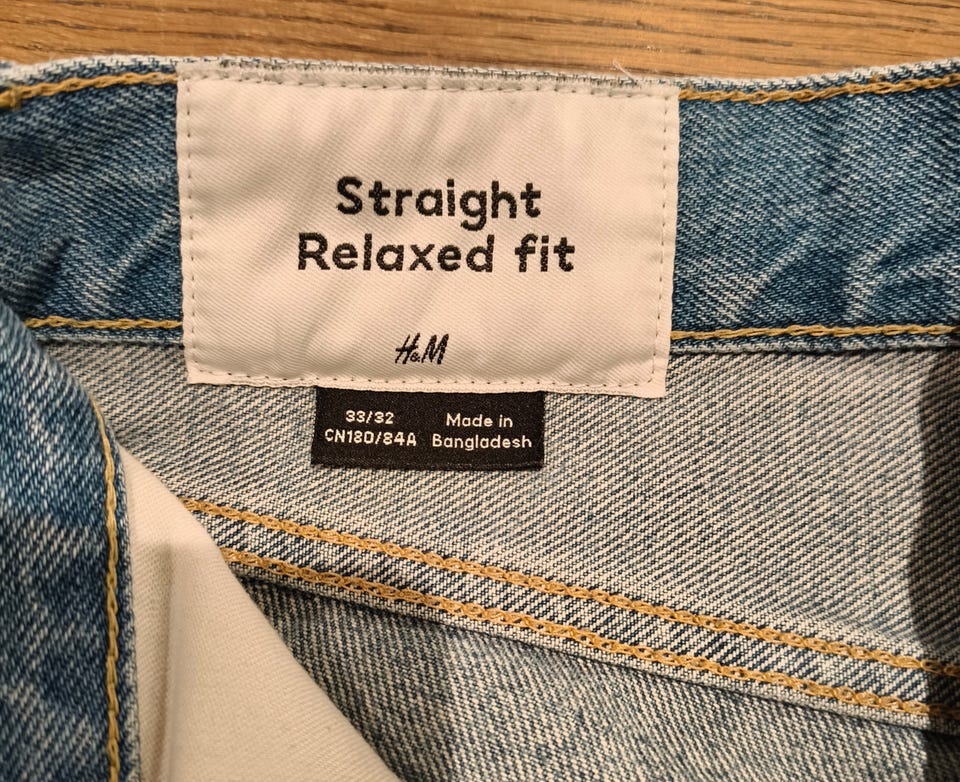 Straight
Relaxed fit
H&M
33/32
CN180/84A
Made in
Bangladesh